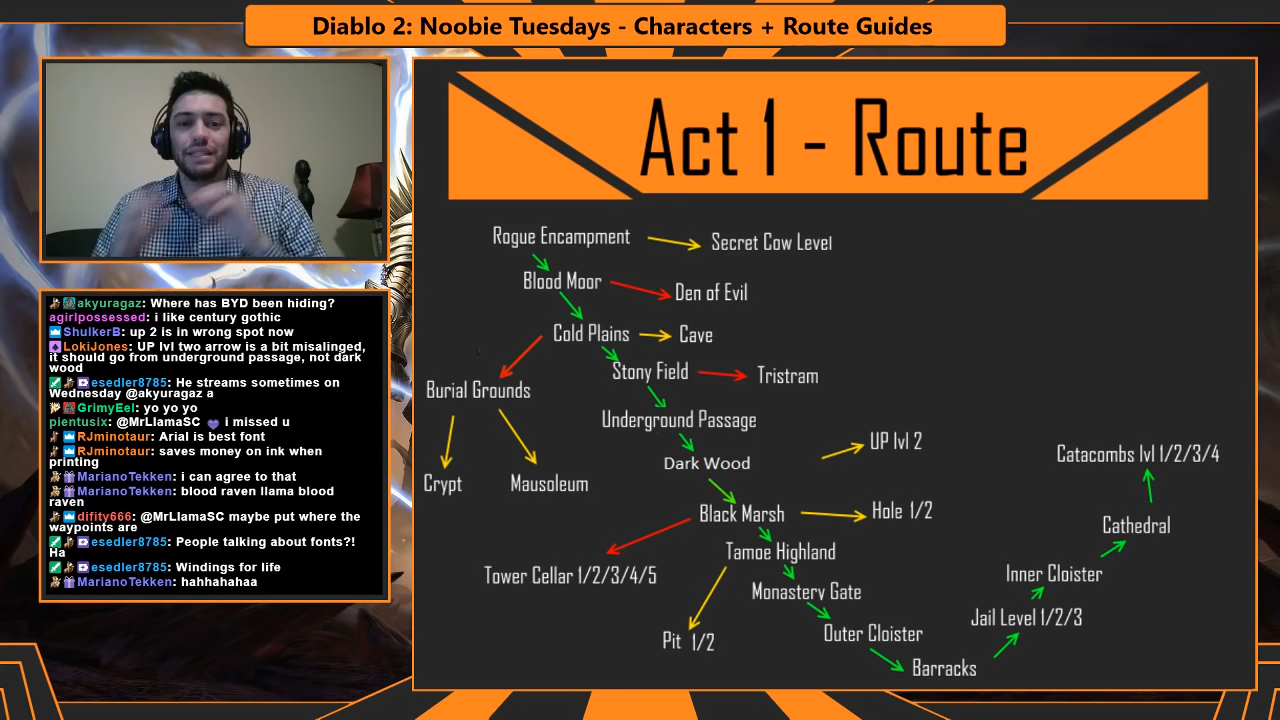 Diablo 2: Noobie Tuesdays - Characters + Route Guides
akyuragaz: Where has BYD been hiding?
agirlpossessed: i like century gothic
ShulkerB: up 2 is in wrong spot now
LokiJones: UP lvl two arrow is a bit misalinged,
it should go from underground passage, not dark
wood
esedler8785: He streams sometimes on
Wednesday @akyuragaz a
GrimyEel: yo yo yo
pientusix: @MrLlamaSC i missed u
RJminotaur: Arial is best font
RJminotaur: saves money on ink when
printing
MarianoTekken: i can agree to that
MarianoTekken: blood raven llama blood
raven
difity666: @MrLlamaSC maybe put where the
waypoints are
esedler8785: People talking about fonts?!
Ha
esedler8785: Windings for life
MarianoTekken: hahhahahaa
Act 1 - Route
Rogue Encampment
Secret Cow Level
Blood Moor
Den of Evil
Cold Plains
Cave
Stony Field
Tristram
Burial Grounds
Underground Passage
UP lvl 2
Dark Wood
Catacombs lvl 1/2/3/4
Crypt
Mausoleum
Black Marsh
Hole 1/2
Cathedral
Tamoe Highland
Tower Cellar 1/2/3/4/5
Inner Cloister
Monastery Gate
Jail Level 1/2/3
Outer Cloister
Pit 1/2
Barracks